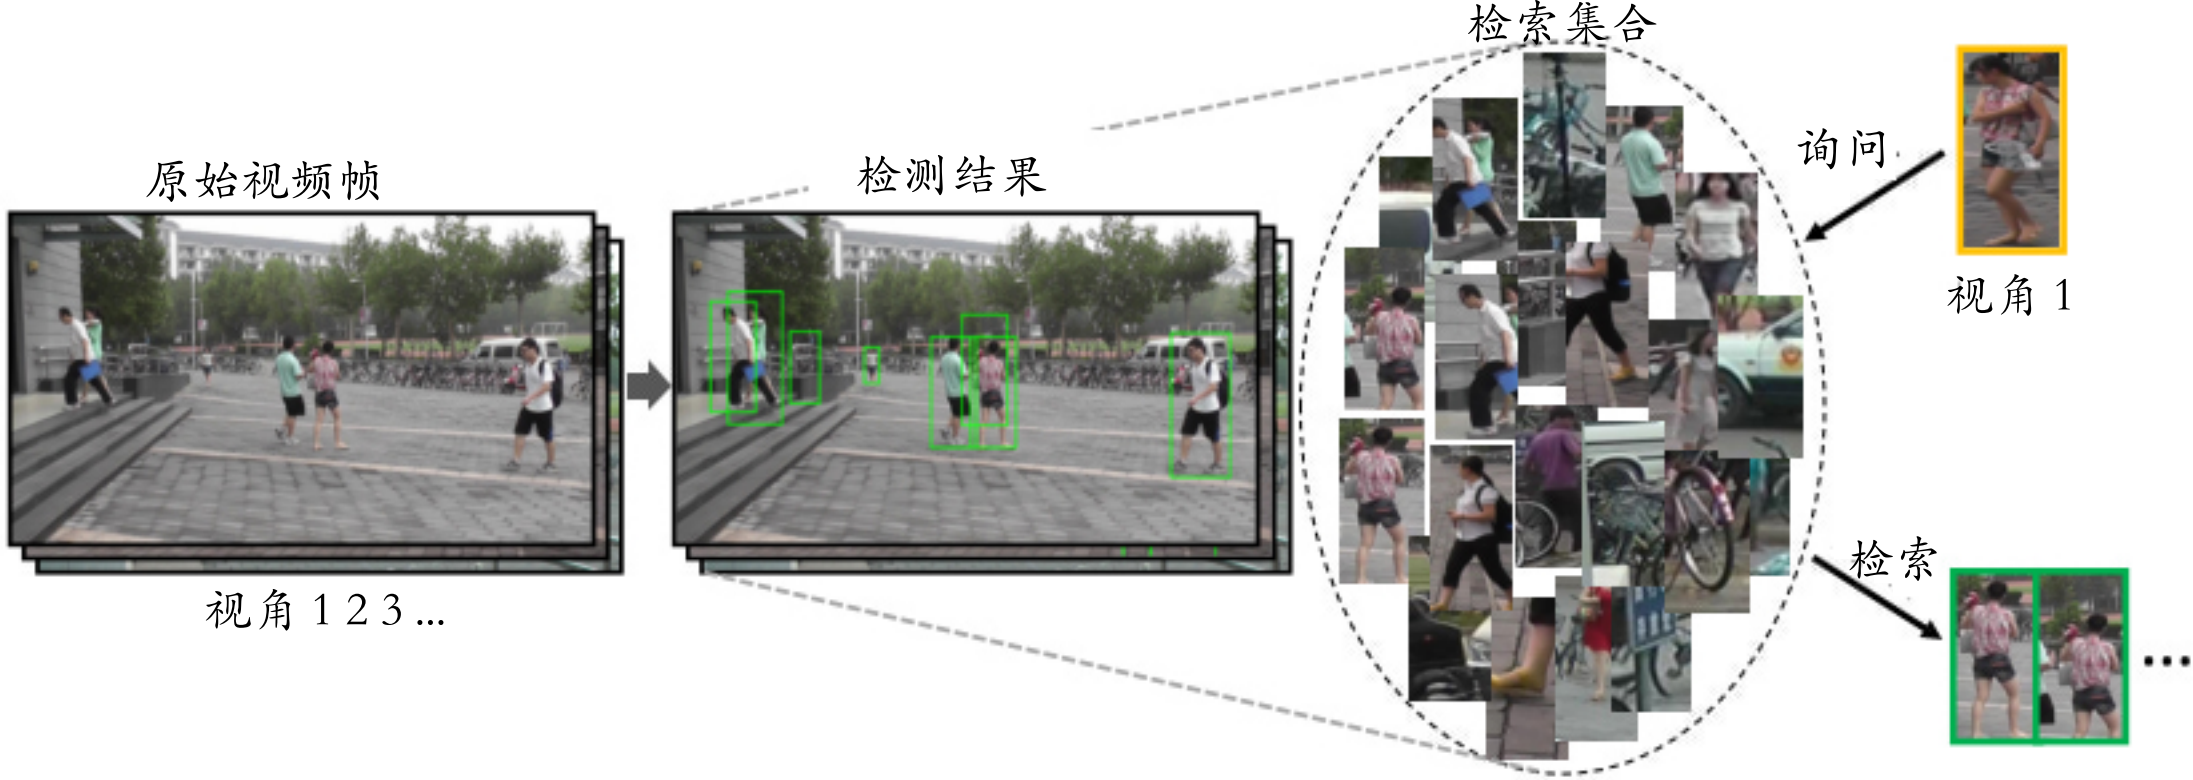 检索集合
询问
原始视频帧
检测结果
视角 1
检索
视角 1 2 3 ...
...